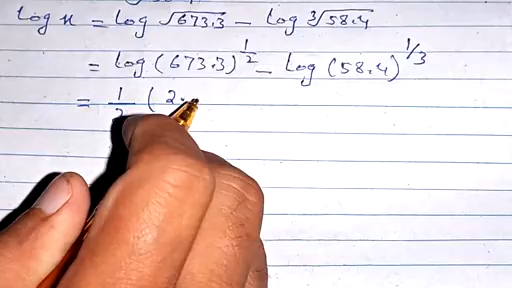 log x = log √673.3 − log ∛58.4
= log (673.3)^{1/2} − log (58.4)^{1/3}
= 1/2 (2.